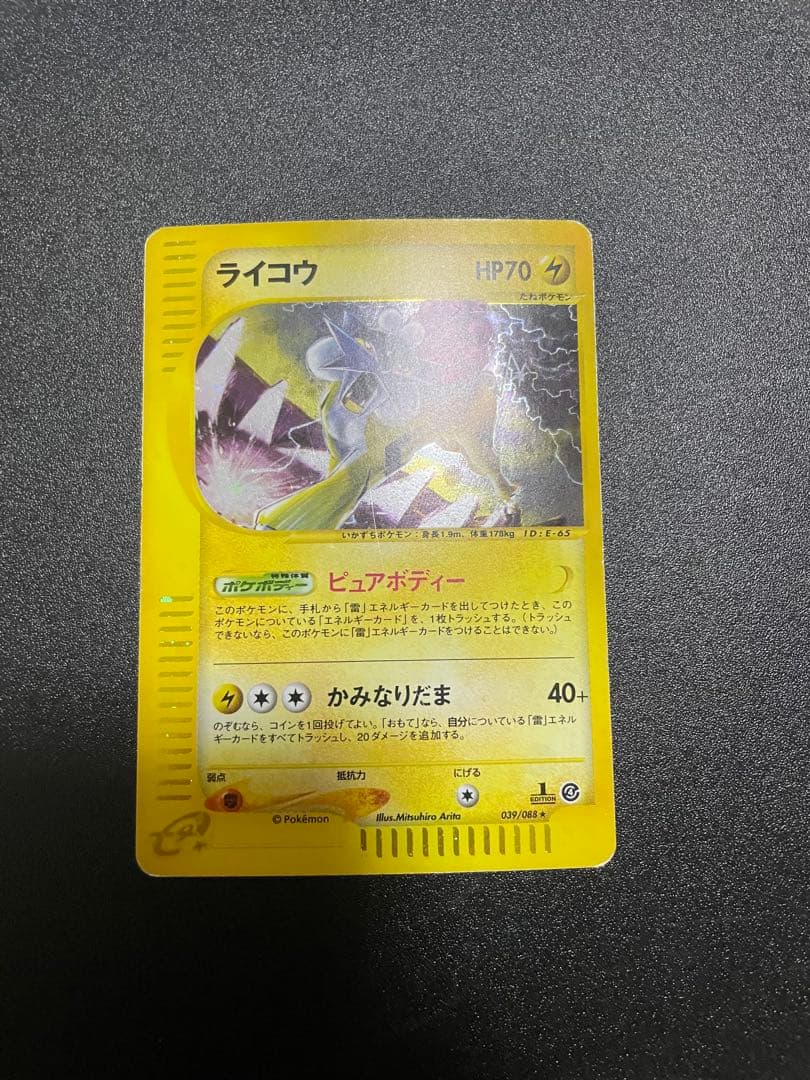 ライコウ HP70
たねポケモン
いかずちポケモン：身長1.9m、体重178kg ID:E-65
特殊体質
ポケボディー ピュアボディー
このポケモンに、手札から「雷」エネルギーカードを出してつけたとき、この
ポケモンについている「エネルギーカード」を、1枚トラッシュする。（トラッシュ
できないなら、このポケモンに「雷」エネルギーカードをつけることはできない。）
かみなりだま 40+
のぞむなら、コインを1回投げてよい。「おもて」なら、自分についている「雷」エネル
ギーカードをすべてトラッシュし、20ダメージを追加する。
弱点 抵抗力 にげる
1
EDITION
©Pokémon Illus.Mitsuhiro Arita 039/088★